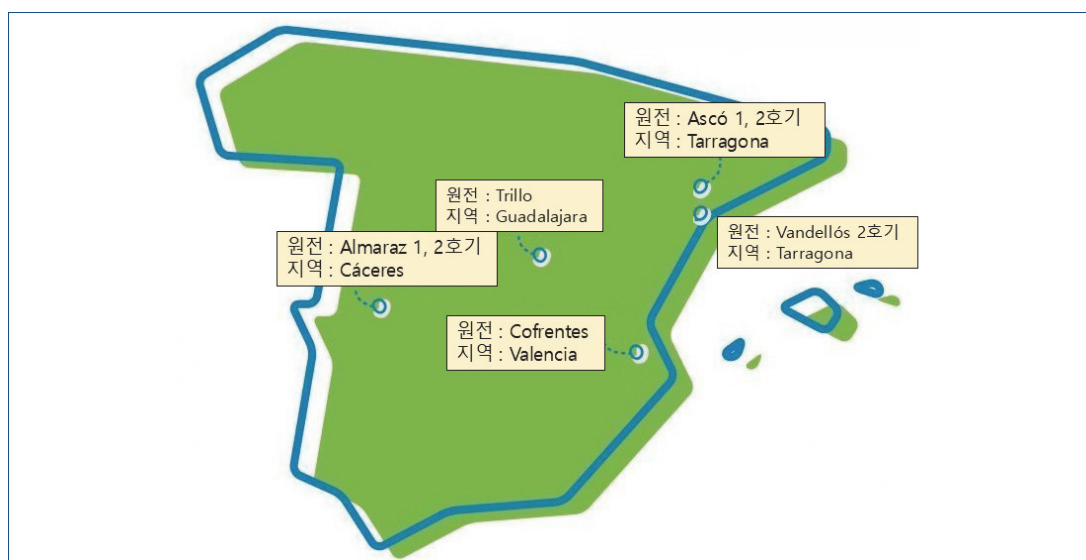 원전 : Ascó 1, 2호기
지역 : Tarragona
원전 : Trillo
지역 : Guadalajara
원전 : Vandellós 2호기
지역 : Tarragona
원전 : Almaraz 1, 2호기
지역 : Cáceres
원전 : Cofrentes
지역 : Valencia